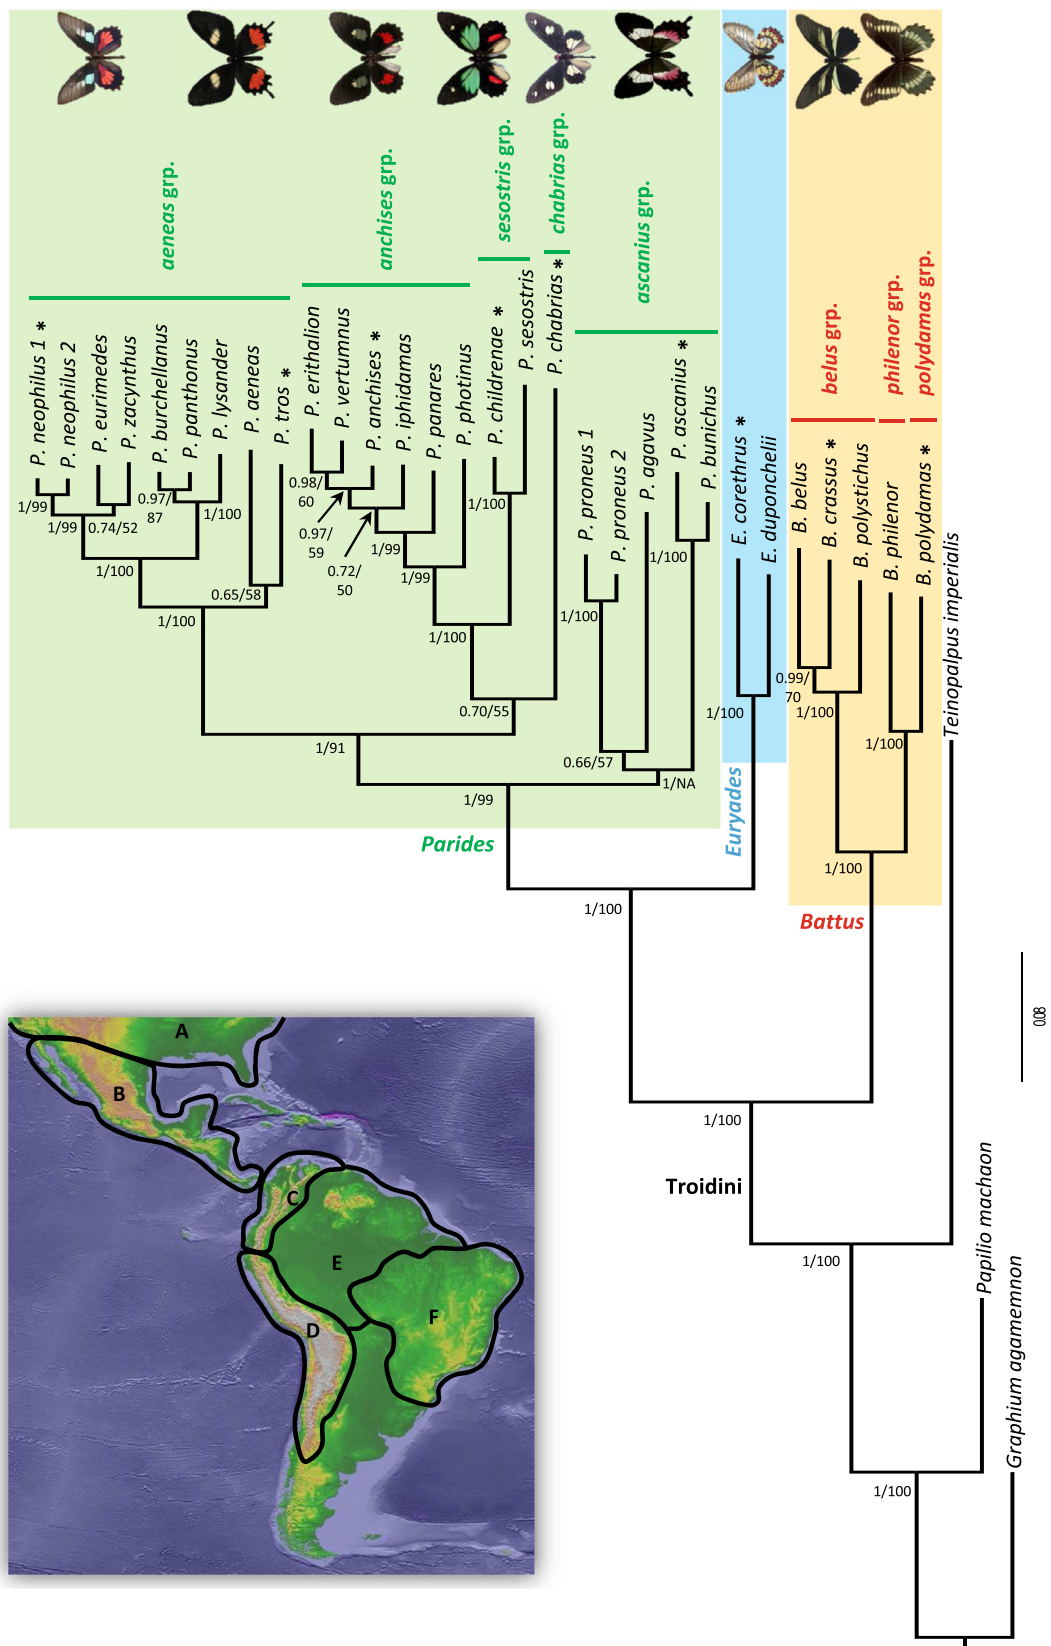 aeneas grp.
anchises grp.
sesostris grp.
chabrias grp.
ascanius grp.
belus grp.
philenor grp.
polydamas grp.
P. neophilus 1 *
P. neophilus 2
P. eurimedes
P. zacynthus
P. burchellanus
P. panthonus
P. lysander
P. aeneas
P. tros *
P. erithalion
P. vertumnus
P. anchises *
P. iphidamas
P. panares
P. photinus
P. childrenae *
P. sesostris
P. chabrias *
P. proneus 1
P. proneus 2
P. agavus
P. ascanius *
P. bunichus
E. corethrus *
E. duponchelii
B. belus
B. crassus *
B. polystichus
B. philenor
B. polydamas *
Teinopalpus imperialis
Papilio machaon
Graphium agamemnon
1/99
1/99
0.74/52
0.97/
87
1/100
1/100
0.65/58
1/100
0.98/
60
0.97/
59
0.72/
50
1/99
1/99
1/100
1/100
0.70/55
1/91
1/100
0.66/57
1/100
1/NA
1/99
1/100
0.99/
70
1/100
1/100
1/100
1/100
1/100
1/100
1/100
Parides
Euryades
Battus
Troidini
0.08
A
B
C
D
E
F